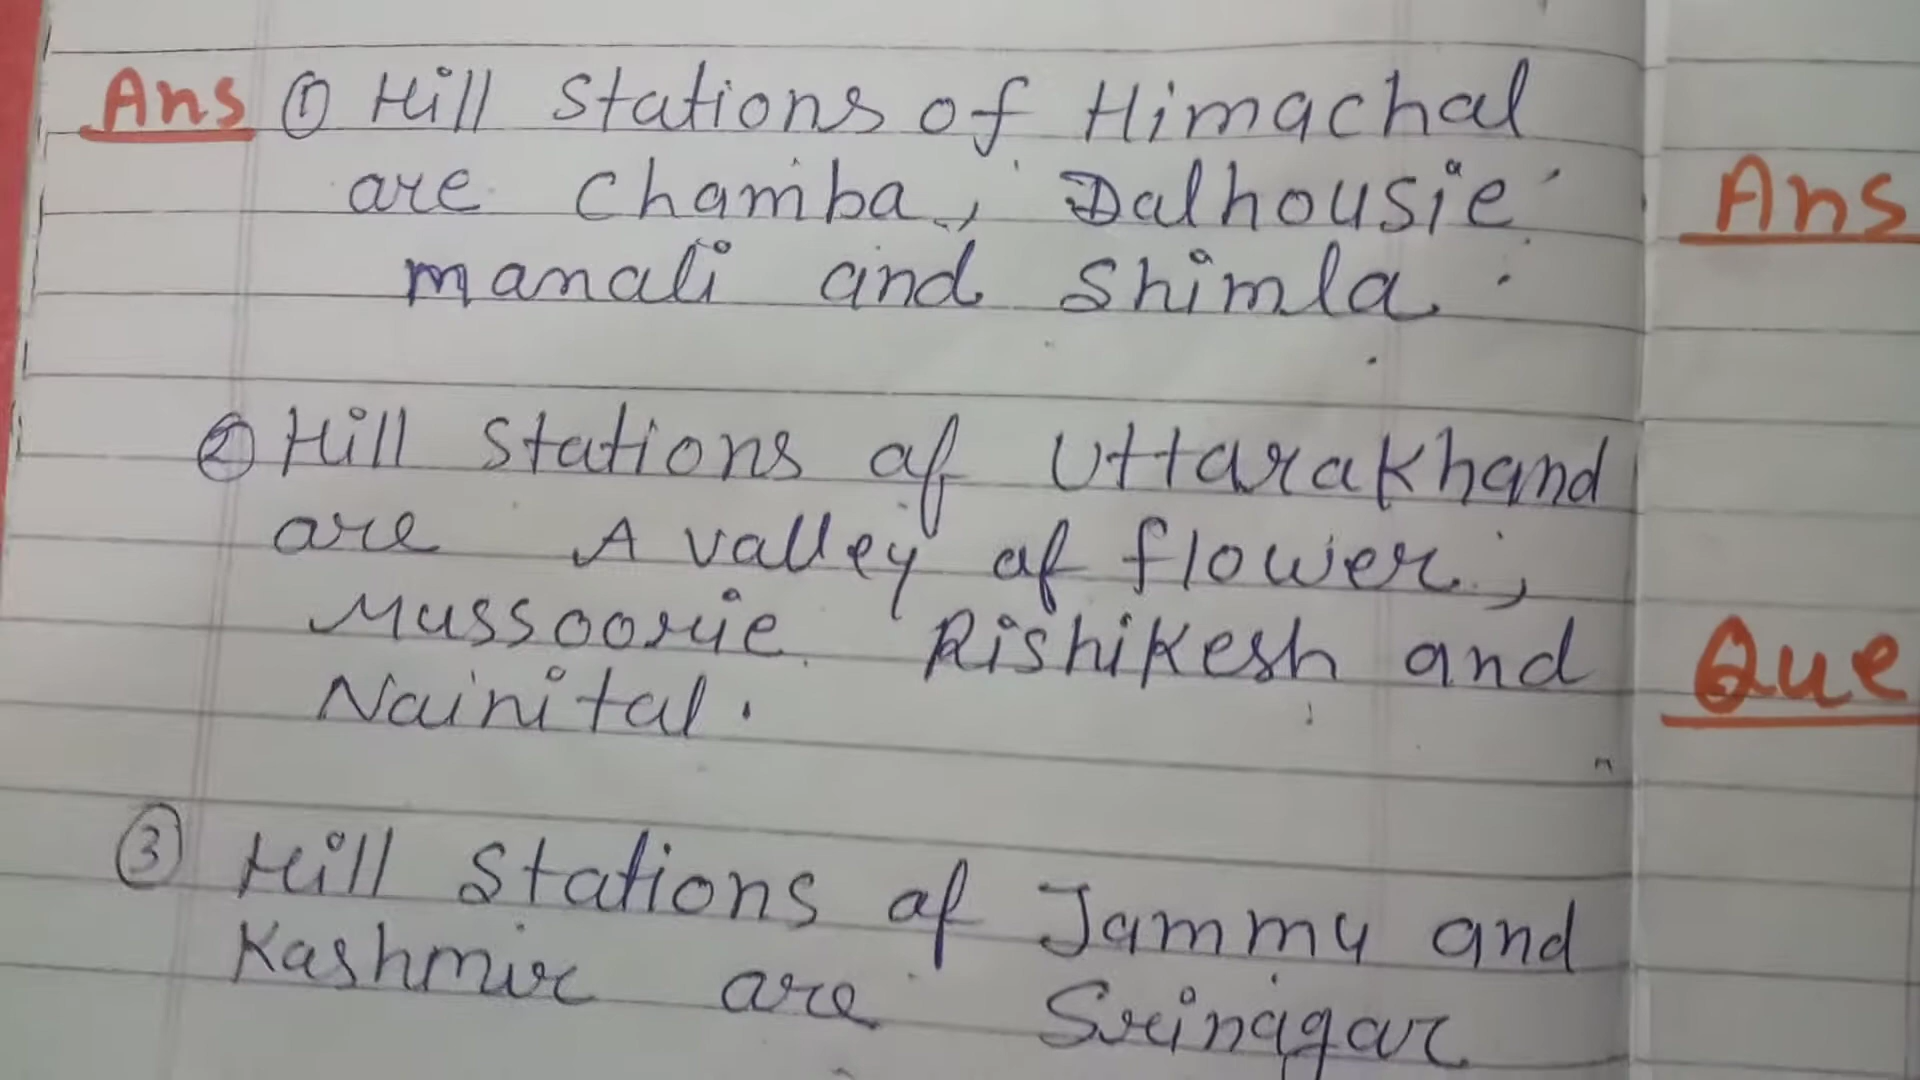 Ans ① Hill Stations of Himachal
are Chamba, Dalhousie
manali and Shimla.
② Hill Stations of Uttarakhand
are A valley of flower,
Mussoorie Rishikesh and
Nainital.
③ Hill Stations of Jammu and
Kashmir are Srinagar
Ans
Que